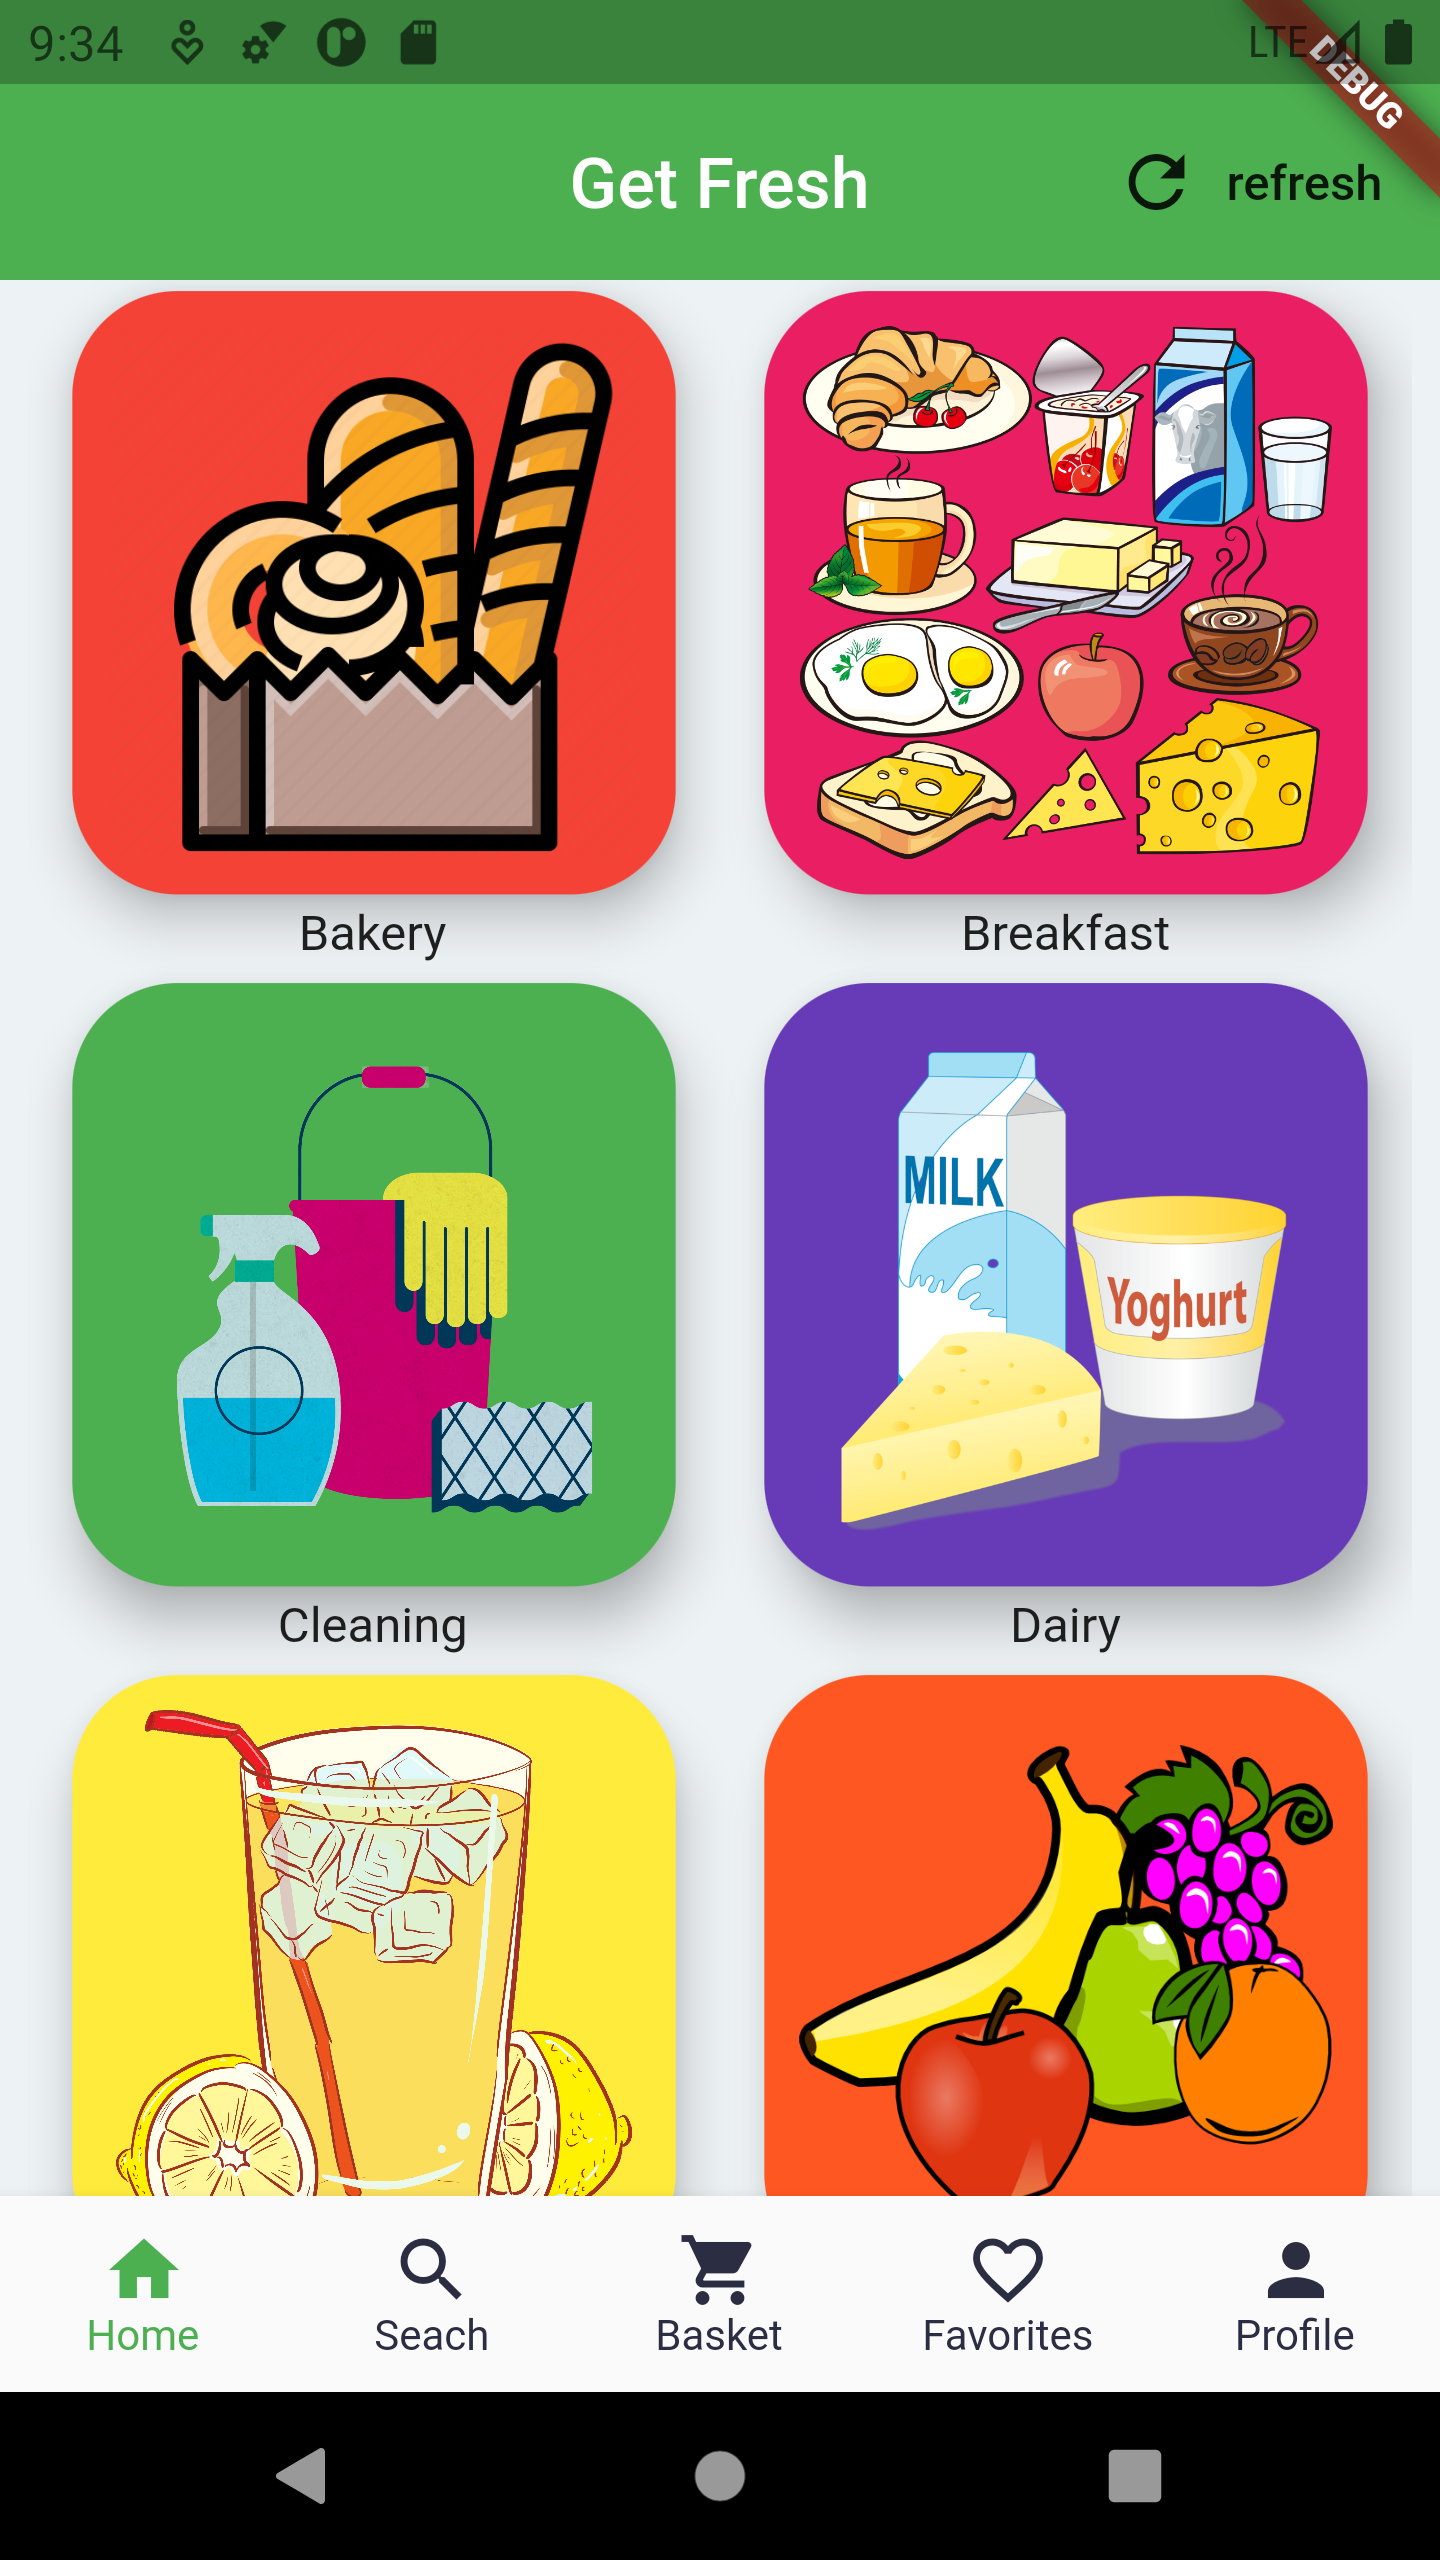 9:34
LTE
DEBUG
Get Fresh
refresh
Bakery
Breakfast
MILK
Yoghurt
Cleaning
Dairy
Home
Seach
Basket
Favorites
Profile